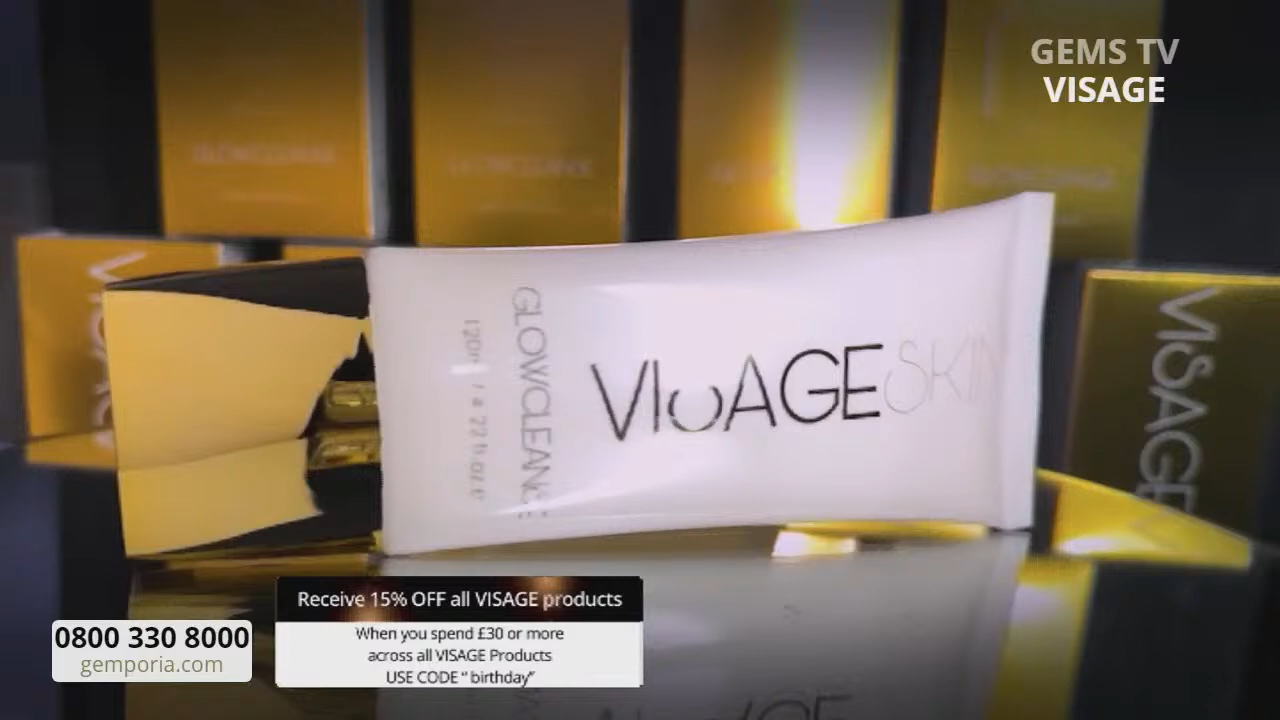 GEMS TV
VISAGE
VISAGE SKIN
GLOWCLEANSE
VISAGE
0800 330 8000
gemporia.com
Receive 15% OFF all VISAGE products
When you spend £30 or more
across all VISAGE Products
USE CODE " birthday"